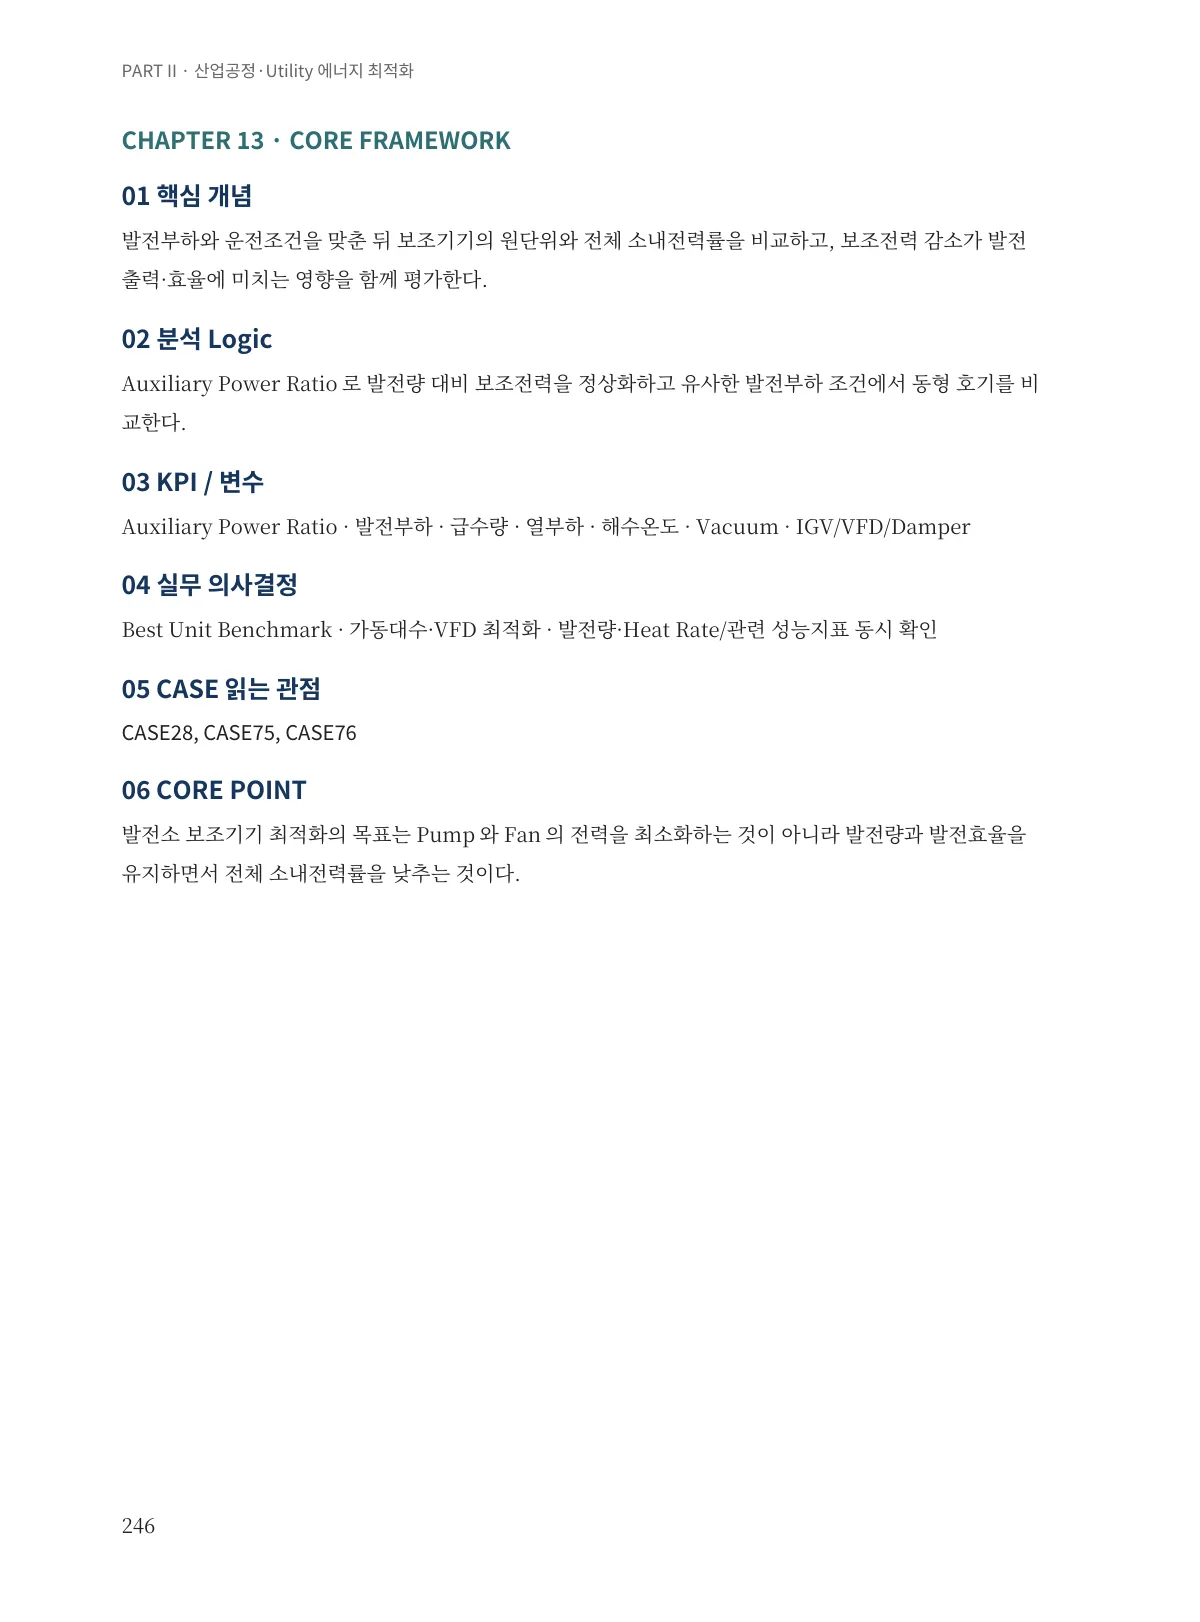 PART II · 산업공정·Utility 에너지 최적화
CHAPTER 13 · CORE FRAMEWORK
01 핵심 개념
발전부하와 운전조건을 맞춘 뒤 보조기기의 원단위와 전체 소내전력률을 비교하고, 보조전력 감소가 발전
출력·효율에 미치는 영향을 함께 평가한다.
02 분석 Logic
Auxiliary Power Ratio 로 발전량 대비 보조전력을 정상화하고 유사한 발전부하 조건에서 동형 호기를 비
교한다.
03 KPI / 변수
Auxiliary Power Ratio · 발전부하 · 급수량 · 열부하 · 해수온도 · Vacuum · IGV/VFD/Damper
04 실무 의사결정
Best Unit Benchmark · 가동대수·VFD 최적화 · 발전량·Heat Rate/관련 성능지표 동시 확인
05 CASE 읽는 관점
CASE28, CASE75, CASE76
06 CORE POINT
발전소 보조기기 최적화의 목표는 Pump 와 Fan 의 전력을 최소화하는 것이 아니라 발전량과 발전효율을
유지하면서 전체 소내전력률을 낮추는 것이다.
246